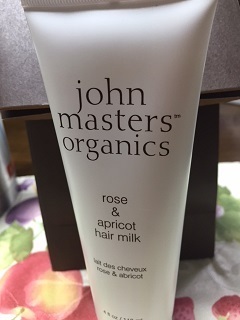 john
masters™
organics
rose
&
apricot
hair milk
lait des cheveux
rose & abricot